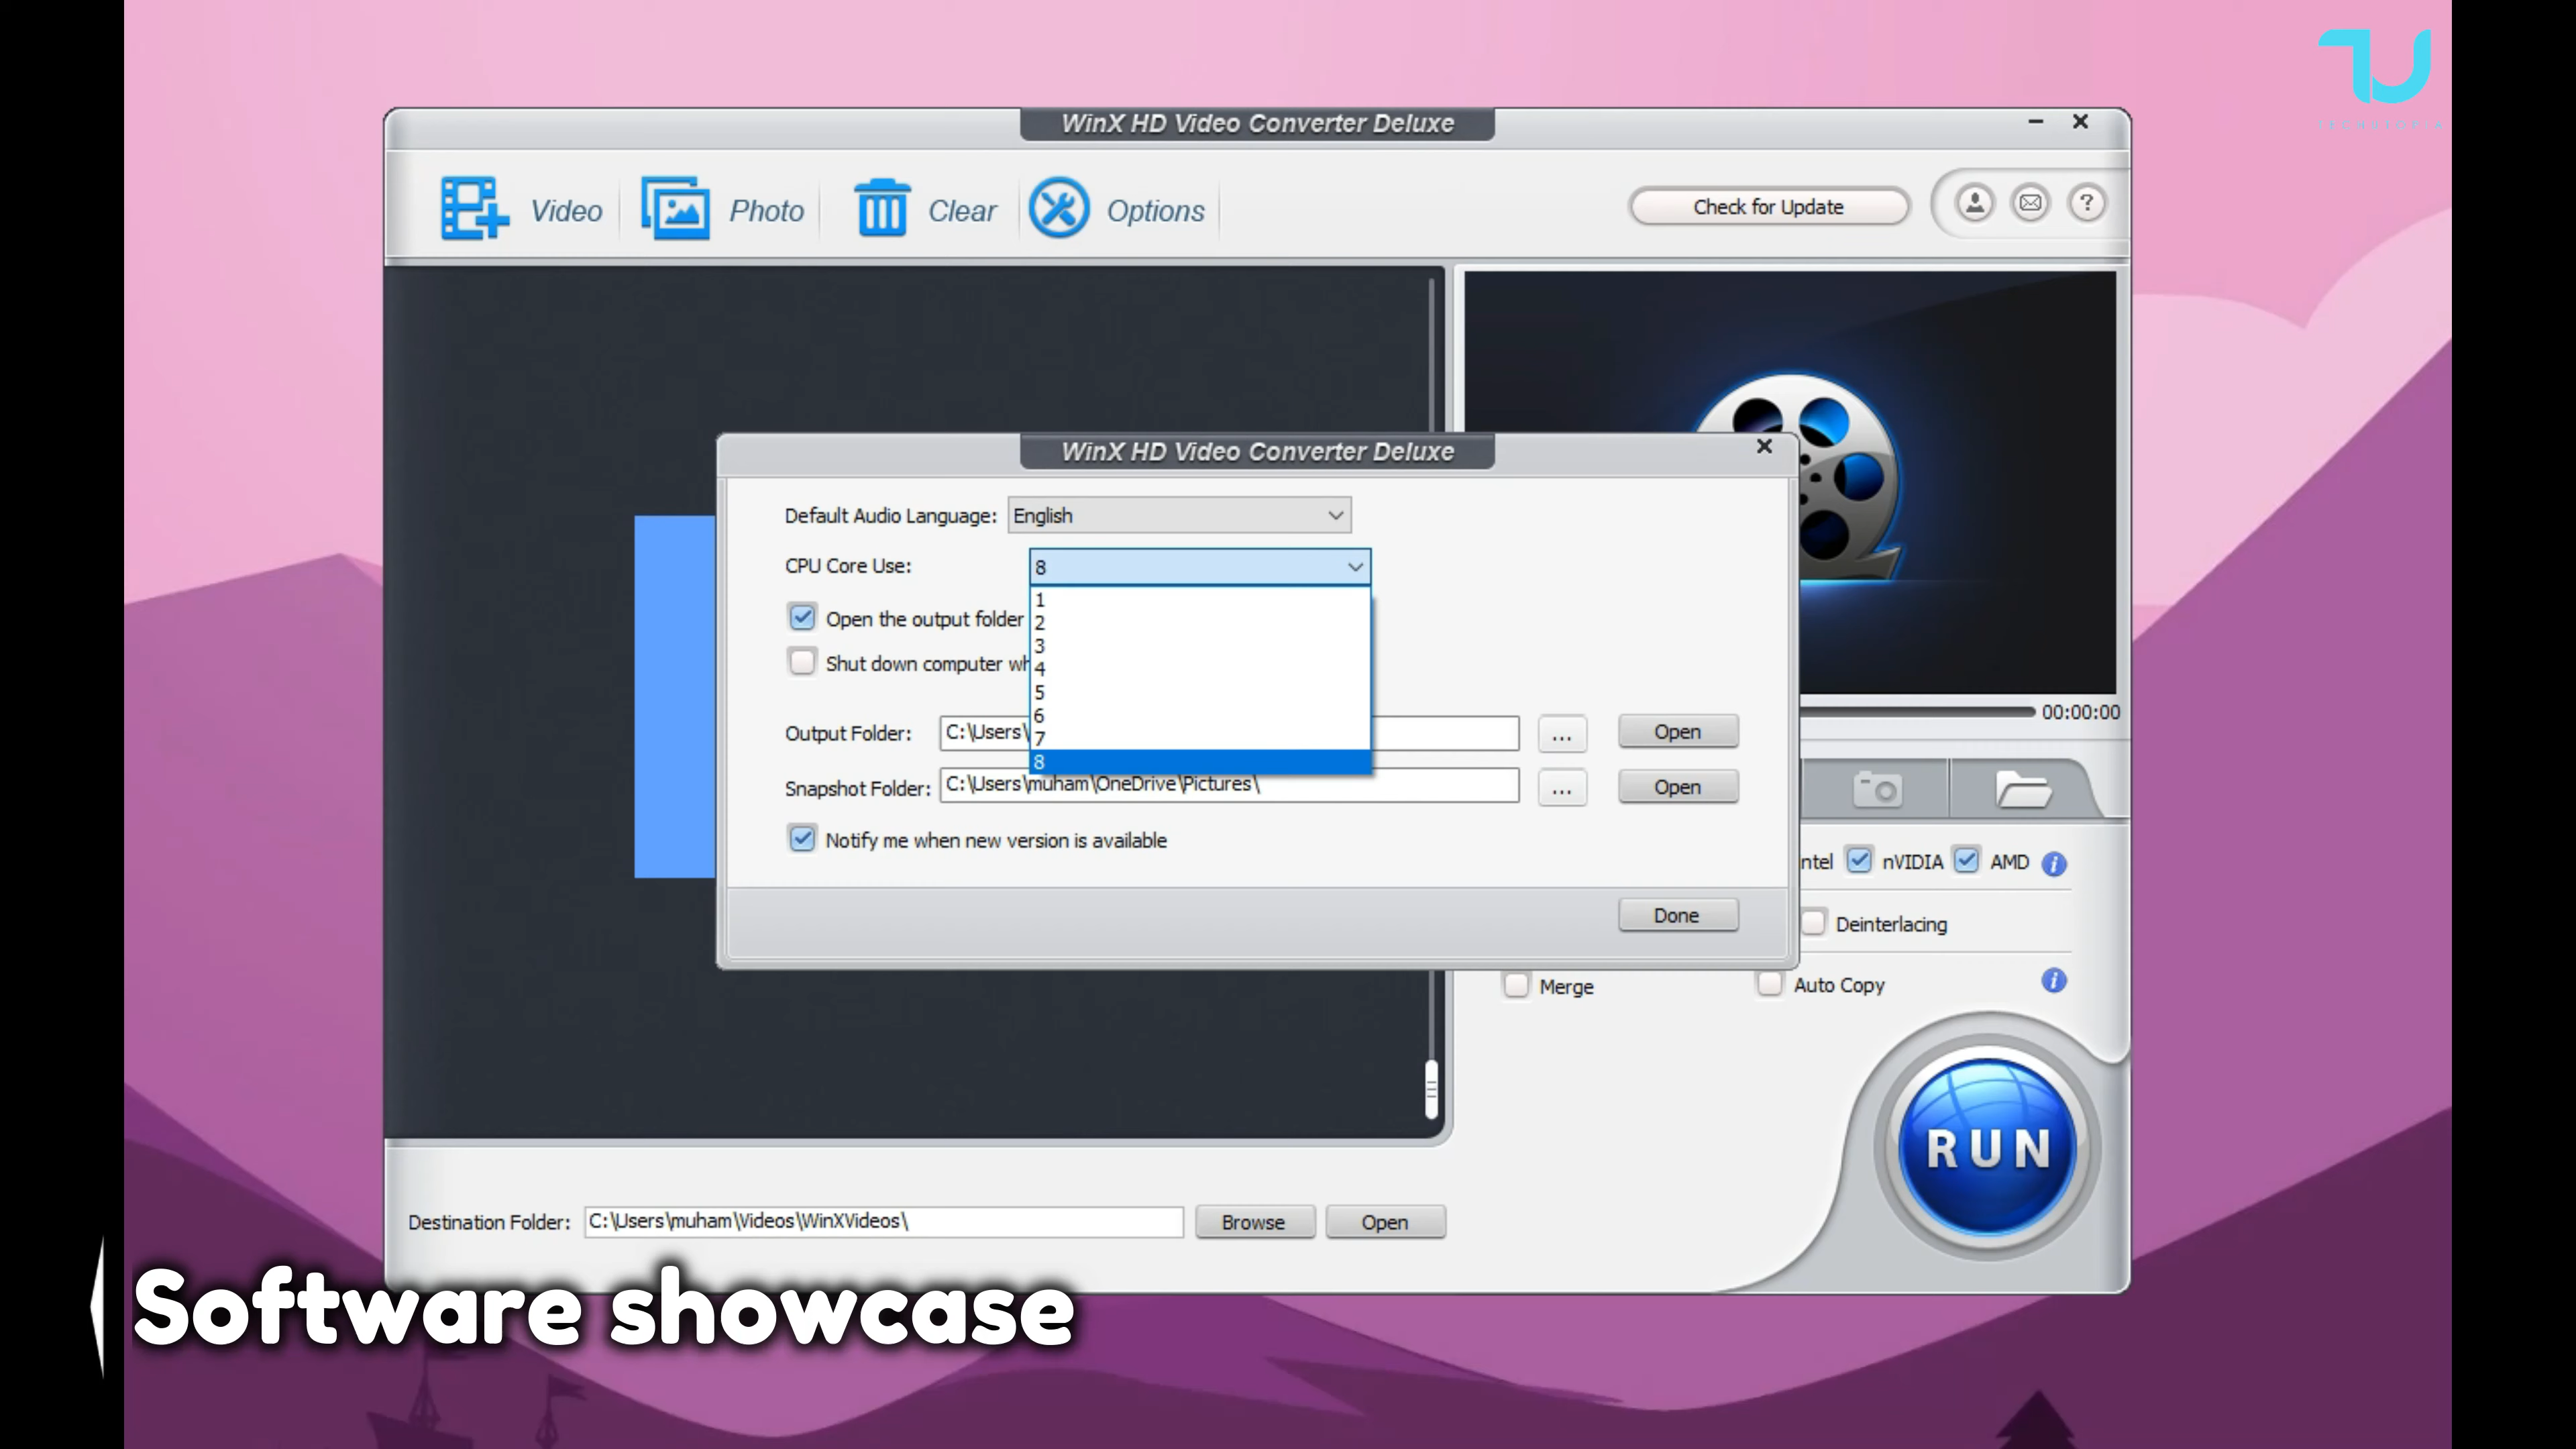 TECHUTOPIA
WinX HD Video Converter Deluxe
Video
Photo
Clear
Options
Check for Update
?
WinX HD Video Converter Deluxe
Default Audio Language: English
CPU Core Use: 8
1
2
3
4
5
6
7
8
Open the output folder
Shut down computer wh
Output Folder: C:\Users\ ... Open
Snapshot Folder: C:\Users\muham\OneDrive\Pictures\ ... Open
Notify me when new version is available
Done
00:00:00
ntel nVIDIA AMD i
Deinterlacing
Merge Auto Copy i
RUN
Destination Folder: C:\Users\muham\Videos\WinXVideos\ Browse Open
Software showcase